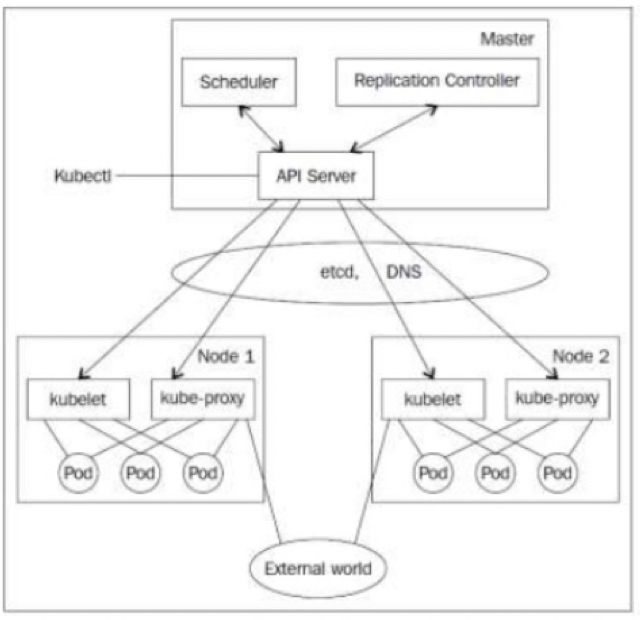 Master
Scheduler
Replication Controller
Kubectl
API Server
etcd, DNS
Node 1
kubelet
kube-proxy
Pod
Pod
Pod
Node 2
kubelet
kube-proxy
Pod
Pod
Pod
External world